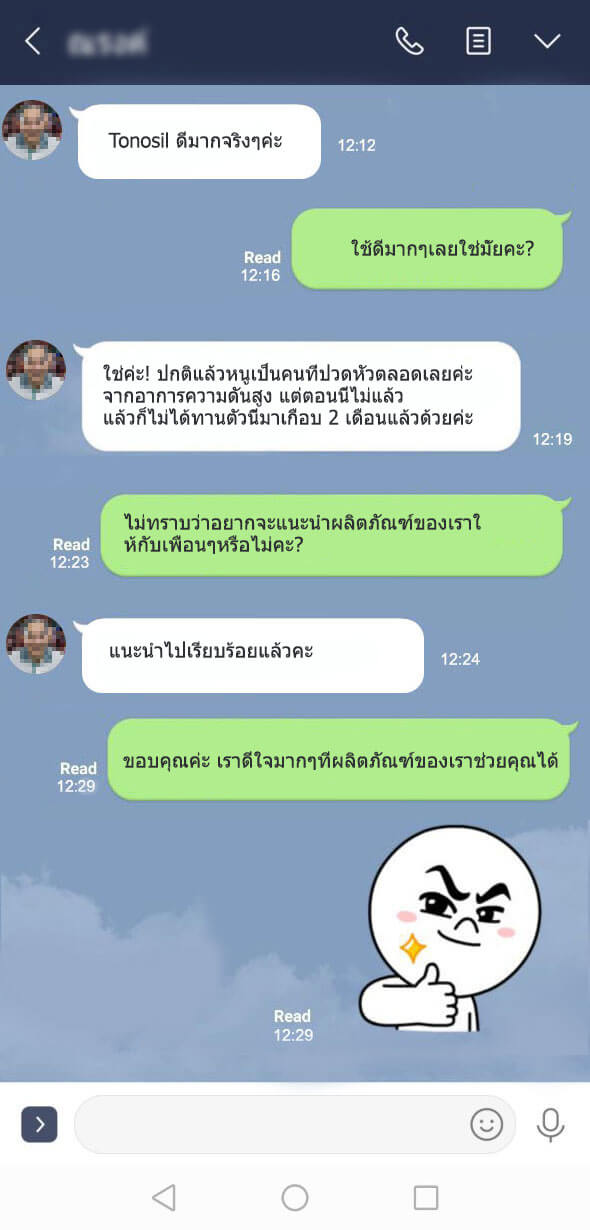 Tonosil ดีมากจริงๆค่ะ
12:12
ใช้ดีมากๆเลยใช่มั้ยคะ?
Read
12:16
ใช่ค่ะ! ปกติแล้วหนูเป็นคนที่ปวดหัวตลอดเลยค่ะ
จากอาการความดันสูง แต่ตอนนี้ไม่แล้ว
แล้วก็ไม่ได้ทานตัวนี้มาเกือบ 2 เดือนแล้วด้วยค่ะ
12:19
ไม่ทราบว่าอยากจะแนะนำผลิตภัณฑ์ของเราใ
ห้กับเพื่อนๆหรือไม่คะ?
Read
12:23
แนะนำไปเรียบร้อยแล้วคะ
12:24
ขอบคุณค่ะ เราดีใจมากๆที่ผลิตภัณฑ์ของเราช่วยคุณได้
Read
12:29
Read
12:29